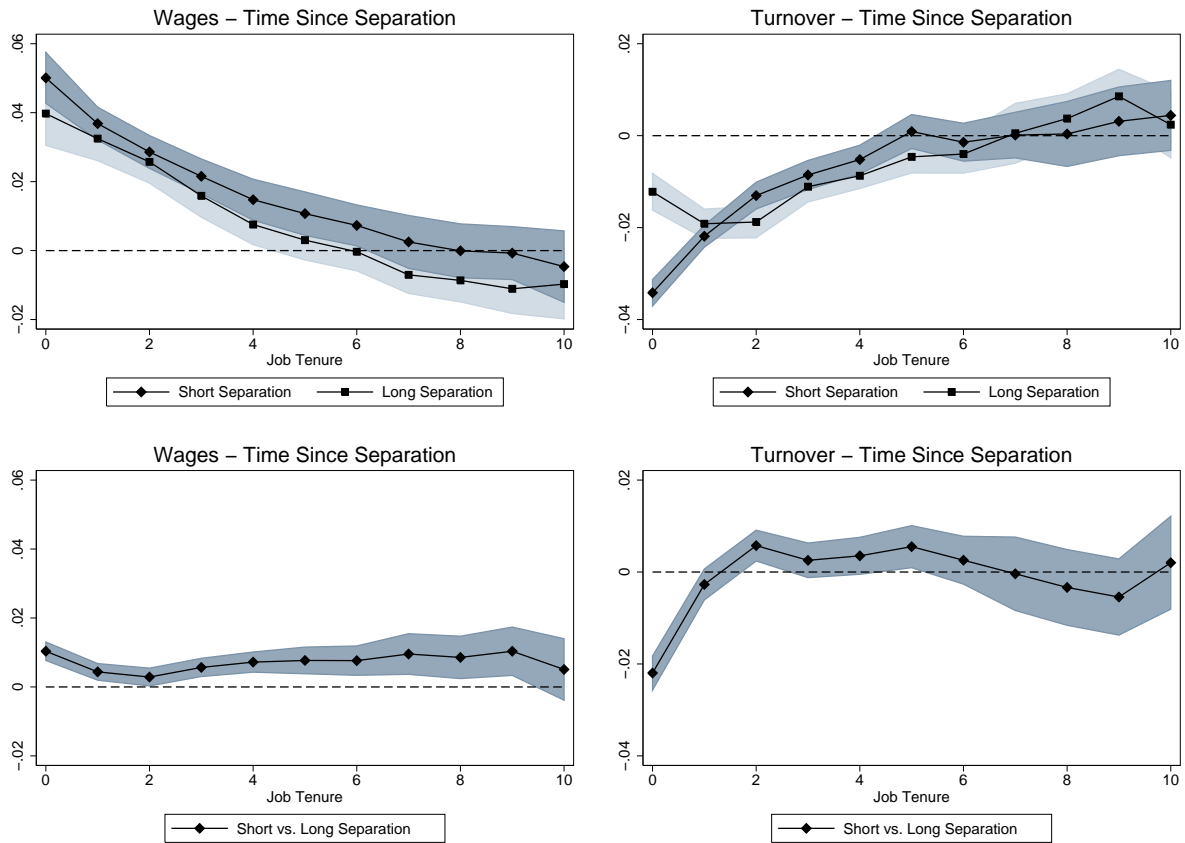 Wages – Time Since Separation
.06
.04
.02
0
-.02
0 2 4 6 8 10
Job Tenure
Short Separation Long Separation
Turnover – Time Since Separation
.02
0
-.02
-.04
0 2 4 6 8 10
Job Tenure
Short Separation Long Separation
Wages – Time Since Separation
.06
.04
.02
0
-.02
0 2 4 6 8 10
Job Tenure
Short vs. Long Separation
Turnover – Time Since Separation
.02
0
-.02
-.04
0 2 4 6 8 10
Job Tenure
Short vs. Long Separation